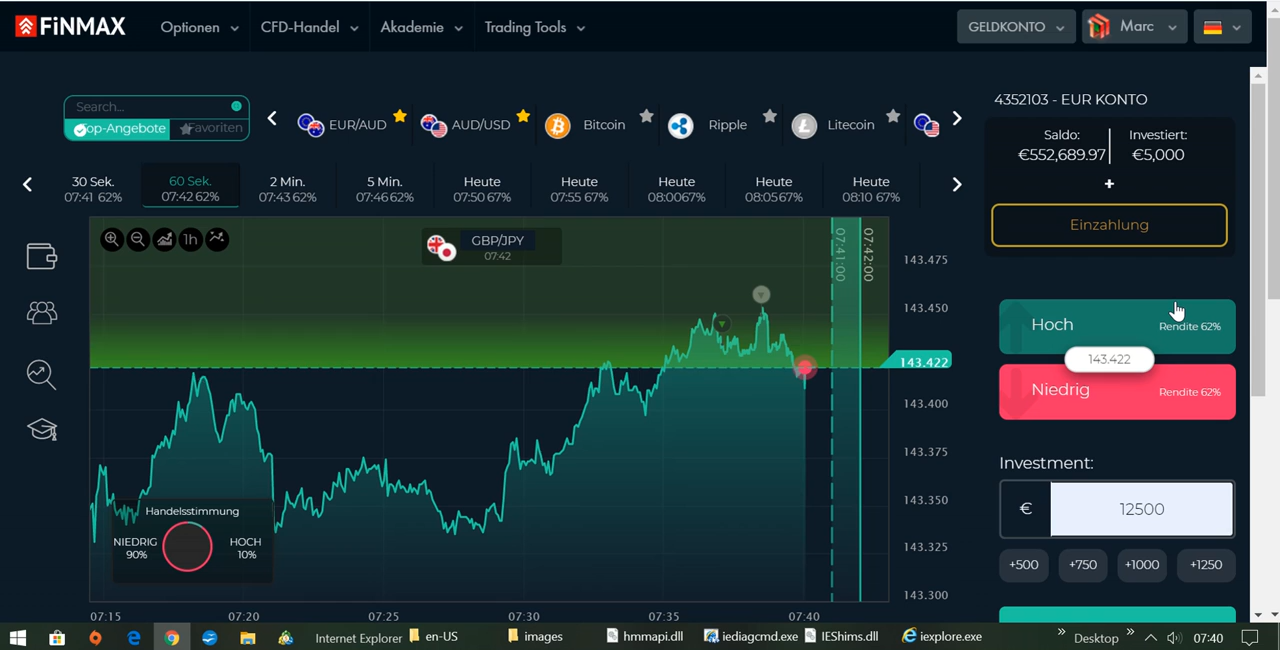 FiNMAX
Optionen CFD-Handel Akademie Trading Tools GELDKONTO Marc
Search...
Top-Angebote Favoriten
EUR/AUD AUD/USD Bitcoin Ripple Litecoin
30 Sek. 60 Sek. 2 Min. 5 Min. Heute Heute Heute Heute Heute
07:41 62% 07:42 62% 07:43 62% 07:46 62% 07:50 67% 07:55 67% 08:00 67% 08:05 67% 08:10 67%
4352103 - EUR KONTO
Saldo: Investiert:
€552,689.97 €5,000
+
Einzahlung
1h
GBP/JPY
07:42
07:41:00
07:42:00
143.475
143.450
143.422
143.400
143.375
143.350
143.325
143.300
Hoch Rendite 62%
143.422
Niedrig Rendite 62%
Investment:
€ 12500
+500 +750 +1000 +1250
Handelsstimmung
NIEDRIG HOCH
90% 10%
07:15 07:20 07:25 07:30 07:35 07:40
Internet Explorer en-US images hmmapi.dll iediagcmd.exe IEShims.dll iexplore.exe Desktop 07:40